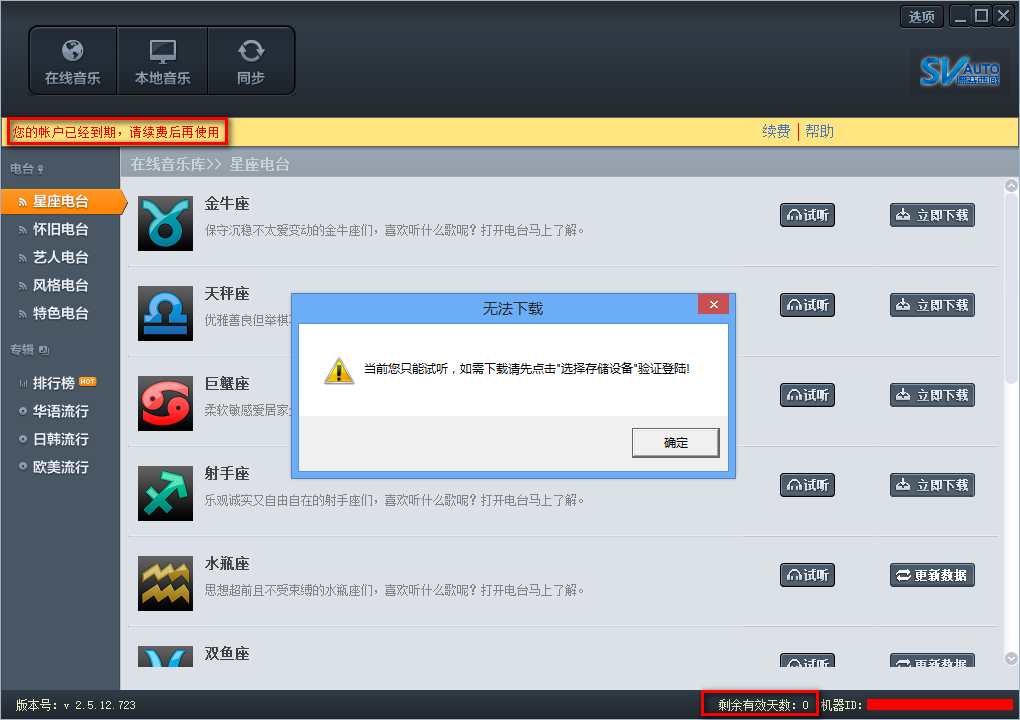 选项
在线音乐 本地音乐 同步
SV AUTO
您的帐户已经到期，请续费后再使用 续费 帮助
电台
在线音乐库>> 星座电台
星座电台
怀旧电台
艺人电台
风格电台
特色电台
专辑
排行榜 HOT
华语流行
日韩流行
欧美流行
金牛座
保守沉稳不太爱变动的金牛座们，喜欢听什么歌呢？打开电台马上了解。
试听 立即下载
天秤座
优雅善良但举棋
试听 立即下载
巨蟹座
柔软敏感爱居家
试听 立即下载
射手座
乐观诚实又自由自在的射手座们，喜欢听什么歌呢？打开电台马上了解。
试听 立即下载
水瓶座
思想超前且不受束缚的水瓶座们，喜欢听什么歌呢？打开电台马上了解。
试听 更新数据
双鱼座
试听 更新数据
无法下载
当前您只能试听，如需下载请先点击"选择存储设备"验证登陆!
确定
版本号：v 2.5.12.723
剩余有效天数：0 机器ID: